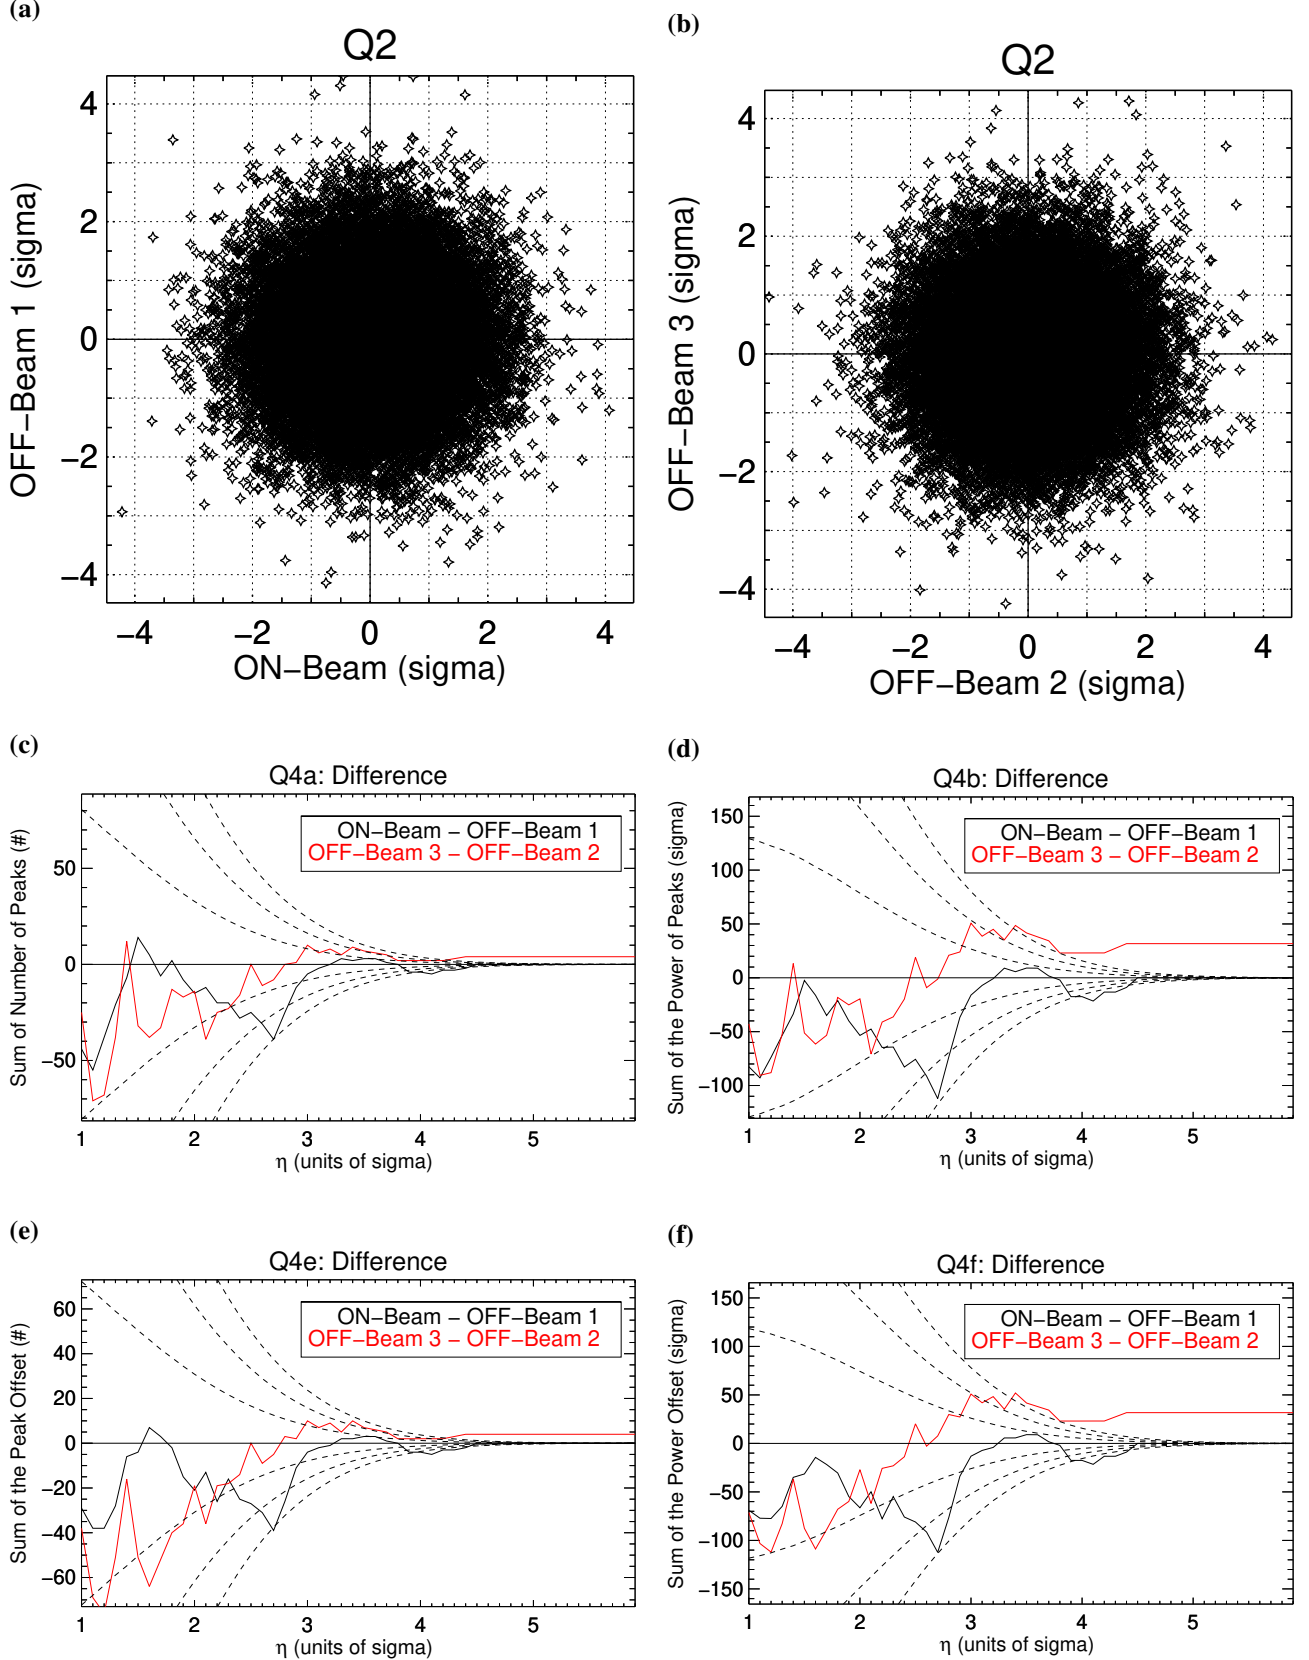 (a)
Q2
OFF−Beam 1 (sigma)
4
2
0
−2
−4
−4 −2 0 2 4
ON−Beam (sigma)
(b)
Q2
OFF−Beam 3 (sigma)
4
2
0
−2
−4
−4 −2 0 2 4
OFF−Beam 2 (sigma)
(c)
Q4a: Difference
Sum of Number of Peaks (#)
50
0
−50
ON−Beam − OFF−Beam 1
OFF−Beam 3 − OFF−Beam 2
1 2 3 4 5
η (units of sigma)
(d)
Q4b: Difference
Sum of the Power of Peaks (sigma)
150
100
50
0
−50
−100
ON−Beam − OFF−Beam 1
OFF−Beam 3 − OFF−Beam 2
1 2 3 4 5
η (units of sigma)
(e)
Q4e: Difference
Sum of the Peak Offset (#)
60
40
20
0
−20
−40
−60
ON−Beam − OFF−Beam 1
OFF−Beam 3 − OFF−Beam 2
1 2 3 4 5
η (units of sigma)
(f)
Q4f: Difference
Sum of the Power Offset (sigma)
150
100
50
0
−50
−100
−150
ON−Beam − OFF−Beam 1
OFF−Beam 3 − OFF−Beam 2
1 2 3 4 5
η (units of sigma)